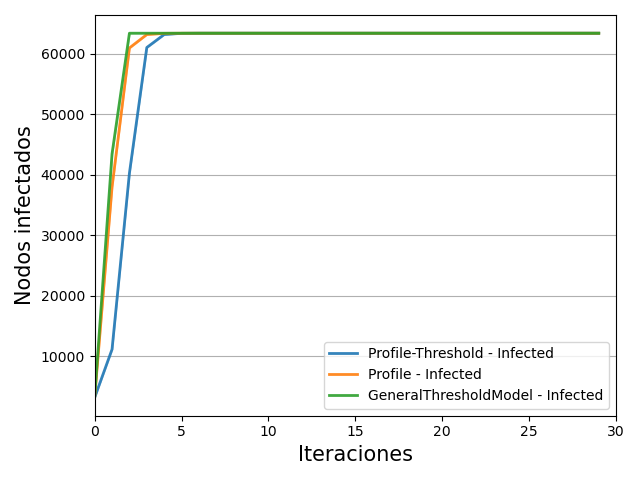 60000
50000
40000
30000
20000
10000
Nodos infectados
Profile-Threshold - Infected
Profile - Infected
GeneralThresholdModel - Infected
0 5 10 15 20 25 30
Iteraciones